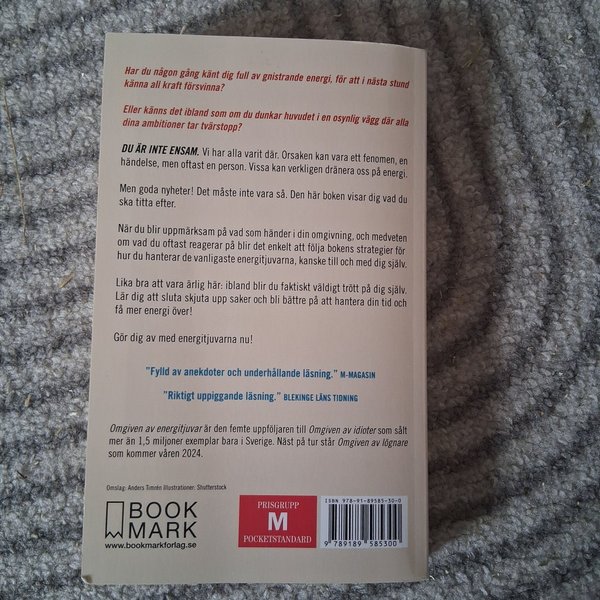 Har du någon gång känt dig full av gnistrande energi, för att i nästa stund
känna all kraft försvinna?
Eller känns det ibland som om du dunkar huvudet i en osynlig vägg där alla
dina ambitioner tar tvärstopp?
DU ÄR INTE ENSAM. Vi har alla varit där. Orsaken kan vara ett fenomen, en
händelse, men oftast en person. Vissa kan verkligen dränera oss på energi.
Men goda nyheter! Det måste inte vara så. Den här boken visar dig vad du
ska titta efter.
När du blir uppmärksam på vad som händer i din omgivning, och medveten
om vad du oftast reagerar på blir det enkelt att följa bokens strategier för
hur du hanterar de vanligaste energitjuvarna, kanske till och med dig själv.
Lika bra att vara ärlig här: ibland blir du faktiskt väldigt trött på dig själv.
Lär dig att sluta skjuta upp saker och bli bättre på att hantera din tid och
få mer energi över!
Gör dig av med energitjuvarna nu!
"Fylld av anekdoter och underhållande läsning." M-MAGASIN
"Riktigt uppiggande läsning." BLEKINGE LÄNS TIDNING
Omgiven av energitjuvar är den femte uppföljaren till Omgiven av idioter som sålt
mer än 1,5 miljoner exemplar bara i Sverige. Näst på tur står Omgiven av lögnare
som kommer våren 2024.
Omslag: Anders Timrén Illustrationer: Shutterstock
BOOK
MARK
www.bookmarkforlag.se
PRISGRUPP
M
POCKETSTANDARD
ISBN 978-91-89585-30-0
9 789189 585300